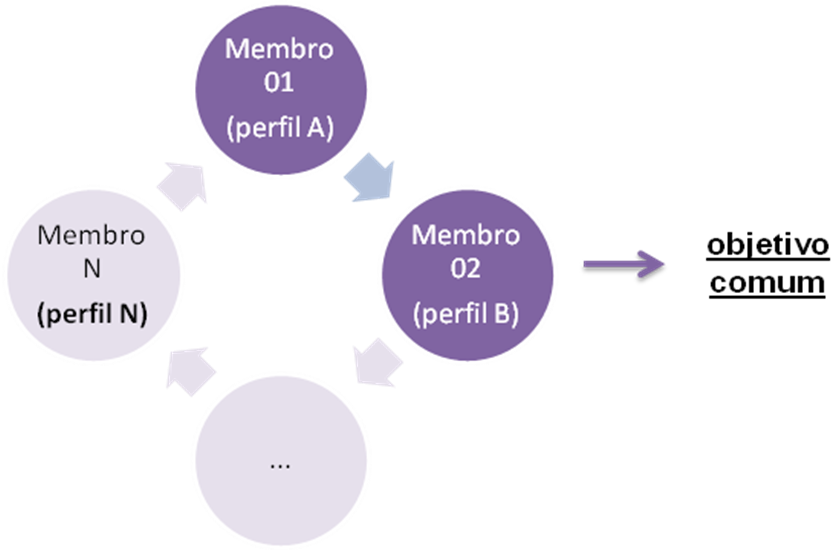 Membro
01
(perfil A)
Membro
02
(perfil B)
objetivo
comum
...
Membro
N
(perfil N)